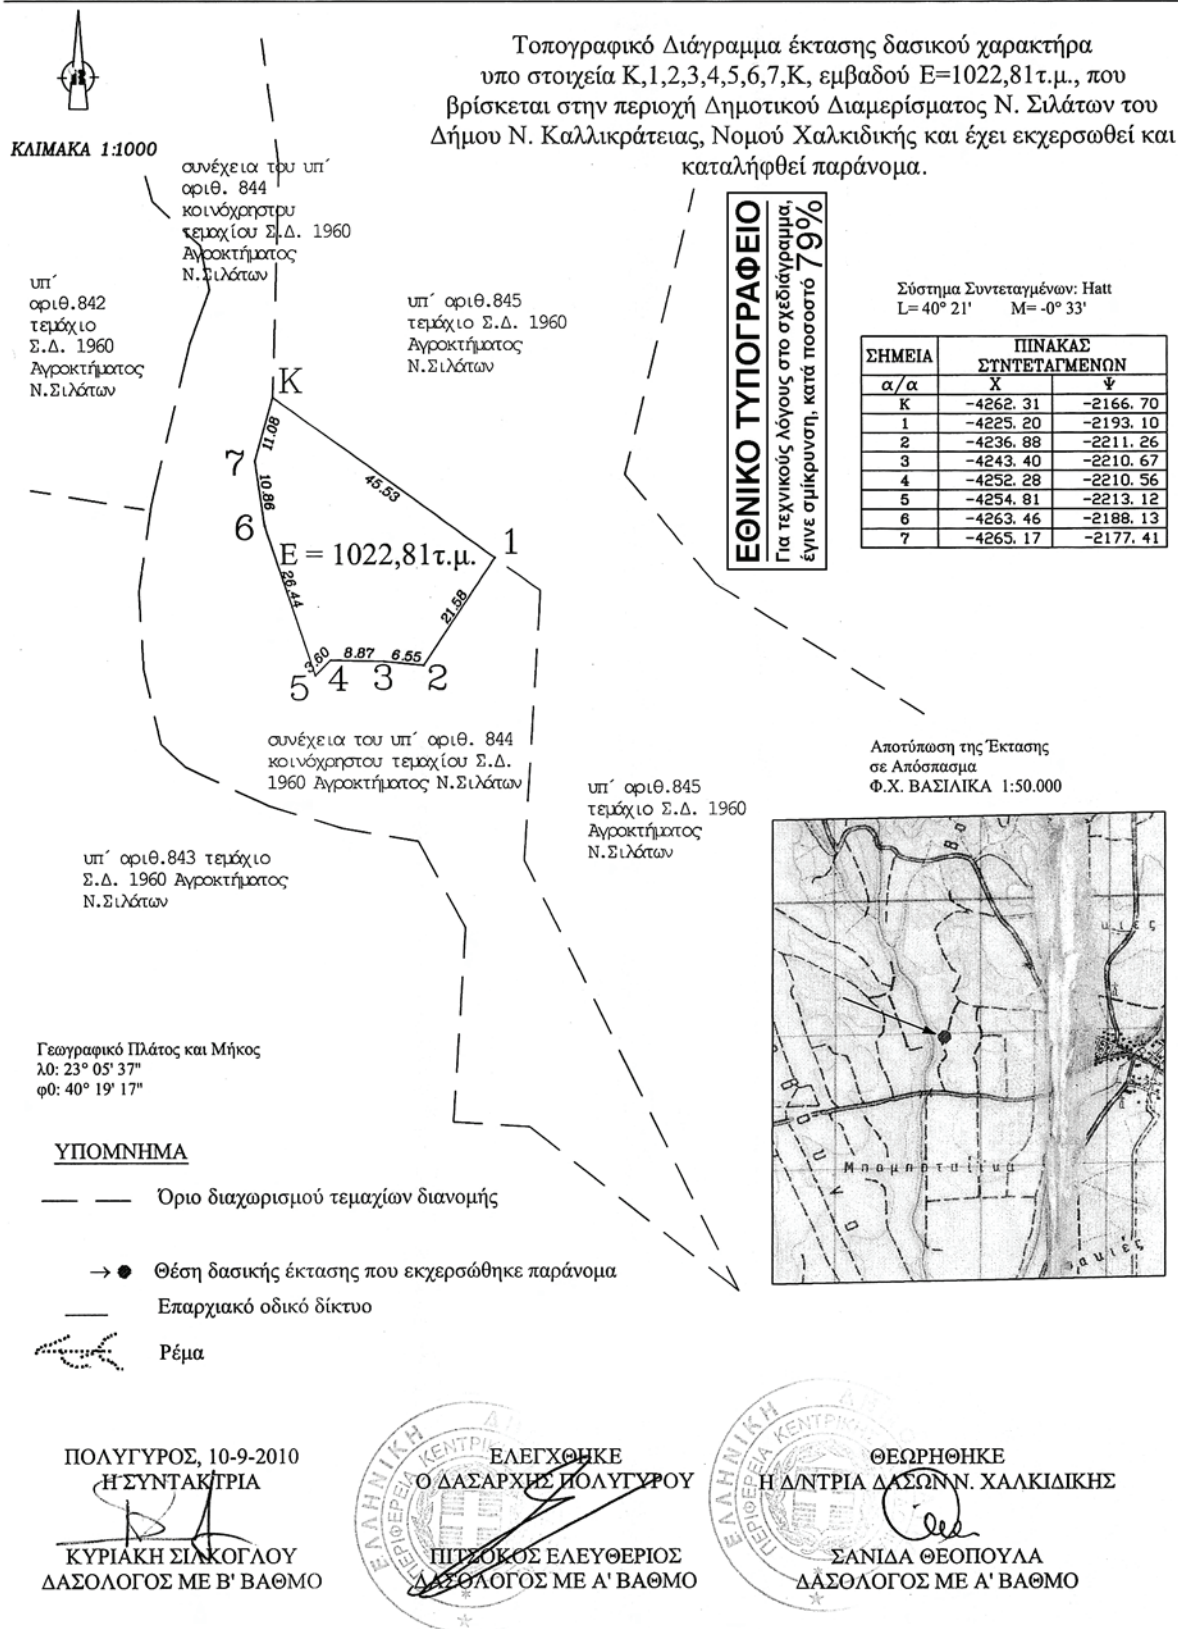 Τοπογραφικό Διάγραμμα έκτασης δασικού χαρακτήρα
υπο στοιχεία Κ,1,2,3,4,5,6,7,Κ, εμβαδού Ε=1022,81τ.μ., που
βρίσκεται στην περιοχή Δημοτικού Διαμερίσματος Ν. Σιλάτων του
Δήμου Ν. Καλλικράτειας, Νομού Χαλκιδικής και έχει εκχερσωθεί και
καταλήφθεί παράνομα.
ΚΛΙΜΑΚΑ 1:1000
συνέχεια του υπ΄
αριθ. 844
κοινόχρηστου
τεμαχίου Σ.Δ. 1960
Αγροκτήματος
Ν.Σιλάτων
υπ΄
αριθ.842
τεμάχιο
Σ.Δ. 1960
Αγροκτήματος
Ν.Σιλάτων
υπ΄ αριθ.845
τεμάχιο Σ.Δ. 1960
Αγροκτήματος
Ν.Σιλάτων
ΕΘΝΙΚΟ ΤΥΠΟΓΡΑΦΕΙΟ
Για τεχνικούς λόγους στο σχεδιάγραμμα,
έγινε σμίκρυνση, κατά ποσοστό 79%
Σύστημα Συντεταγμένων: Hatt
L= 40° 21' M= -0° 33'
ΣΗΜΕΙΑ ΠΙΝΑΚΑΣ
ΣΥΝΤΕΤΑΓΜΕΝΩΝ
α/α Χ Ψ
Κ -4262.31 -2166.70
1 -4225.20 -2193.10
2 -4236.88 -2211.26
3 -4243.40 -2210.67
4 -4252.28 -2210.56
5 -4254.81 -2213.12
6 -4263.46 -2188.13
7 -4265.17 -2177.41
Κ
11.08
7
45.53
10.86
6
1
Ε = 1022,81τ.μ.
26.44
21.58
3.60
8.87
6.55
5
4
3
2
συνέχεια του υπ΄ αριθ. 844
κοινόχρηστου τεμαχίου Σ.Δ.
1960 Αγροκτήματος Ν.Σιλάτων
υπ΄ αριθ.845
τεμάχιο Σ.Δ. 1960
Αγροκτήματος
Ν.Σιλάτων
υπ΄ αριθ.843 τεμάχιο
Σ.Δ. 1960 Αγροκτήματος
Ν.Σιλάτων
Αποτύπωση της Έκτασης
σε Απόσπασμα
Φ.Χ. ΒΑΣΙΛΙΚΑ 1:50.000
Μπαμπαταίικα
Γεωγραφικό Πλάτος και Μήκος
λ0: 23° 05' 37"
φ0: 40° 19' 17"
ΥΠΟΜΝΗΜΑ
Όριο διαχωρισμού τεμαχίων διανομής
Θέση δασικής έκτασης που εκχερσώθηκε παράνομα
Επαρχιακό οδικό δίκτυο
Ρέμα
ΠΟΛΥΓΥΡΟΣ, 10-9-2010
Η ΣΥΝΤΑΚΤΡΙΑ
ΚΥΡΙΑΚΗ ΣΙΛΚΟΓΛΟΥ
ΔΑΣΟΛΟΓΟΣ ΜΕ Β' ΒΑΘΜΟ
ΕΛΕΓΧΘΗΚΕ
Ο ΔΑΣΑΡΧΗΣ ΠΟΛΥΓΥΡΟΥ
ΠΙΤΣΟΚΟΣ ΕΛΕΥΘΕΡΙΟΣ
ΔΑΣΟΛΟΓΟΣ ΜΕ Α' ΒΑΘΜΟ
ΘΕΩΡΗΘΗΚΕ
Η Δ/ΝΤΡΙΑ ΔΑΣΩΝ Ν. ΧΑΛΚΙΔΙΚΗΣ
ΣΑΝΙΔΑ ΘΕΟΠΟΥΛΑ
ΔΑΣΟΛΟΓΟΣ ΜΕ Α' ΒΑΘΜΟ
ΕΛΛΗΝΙΚΗ
ΠΕΡΙΦΕΡΕΙΑ
ΕΛΛΗΝΙΚΗ
ΠΕΡΙΦΕΡΕΙΑ